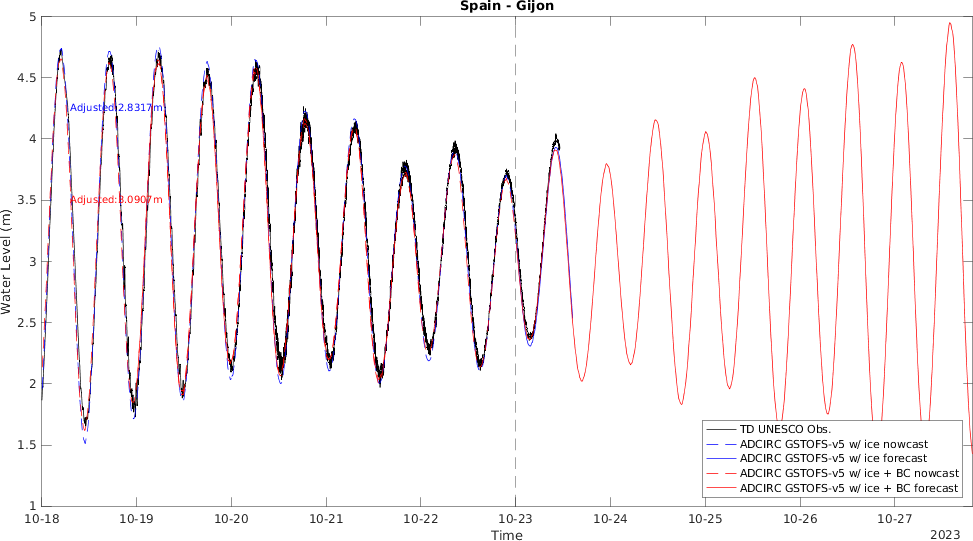 Spain - Gijon
5
4.5
Adjusted:2.8317m
4
3.5
Adjusted:3.0907m
3
2.5
2
1.5
1
Water Level (m)
TD UNESCO Obs.
ADCIRC GSTOFS-v5 w/ ice nowcast
ADCIRC GSTOFS-v5 w/ ice forecast
ADCIRC GSTOFS-v5 w/ ice + BC nowcast
ADCIRC GSTOFS-v5 w/ ice + BC forecast
10-18 10-19 10-20 10-21 10-22 10-23 10-24 10-25 10-26 10-27
Time
2023